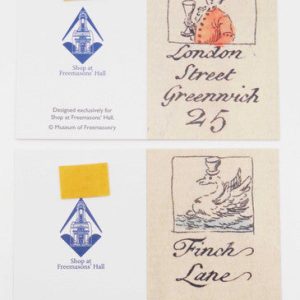 Shop at
Freemasons' Hall
Designed exclusively for
Shop at Freemasons' Hall.
© Museum of Freemasonry
London
Street
Greenwich
25
Shop at
Freemasons' Hall
Finch
Lane